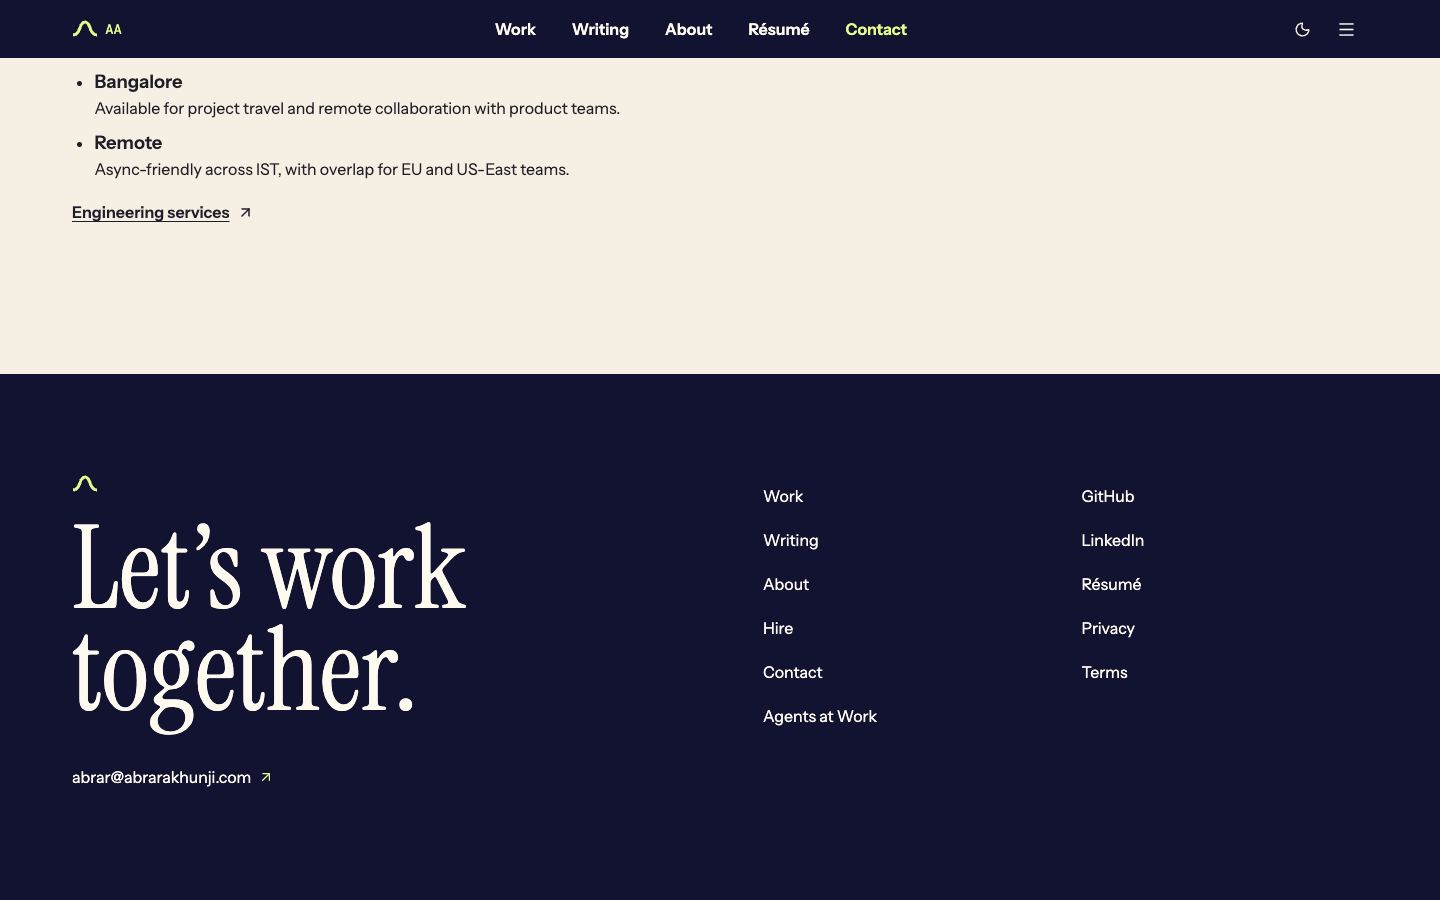 AA
Work
Writing
About
Résumé
Contact
Bangalore
Available for project travel and remote collaboration with product teams.
Remote
Async-friendly across IST, with overlap for EU and US-East teams.
Engineering services
Let’s work
together.
abrar@abrarakhunji.com
Work
Writing
About
Hire
Contact
Agents at Work
GitHub
LinkedIn
Résumé
Privacy
Terms